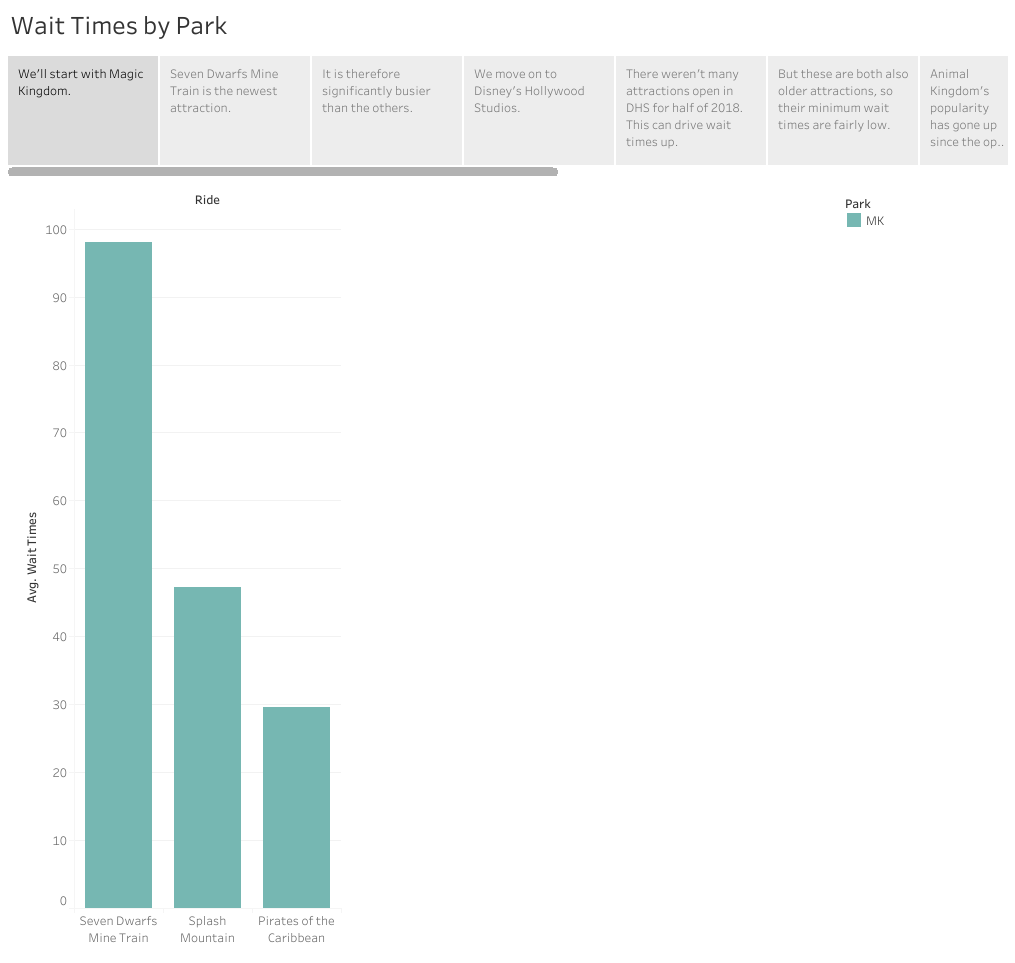 Wait Times by Park
We'll start with Magic
Kingdom.
Seven Dwarfs Mine
Train is the newest
attraction.
It is therefore
significantly busier
than the others.
We move on to
Disney's Hollywood
Studios.
There weren't many
attractions open in
DHS for half of 2018.
This can drive wait
times up.
But these are both also
older attractions, so
their minimum wait
times are fairly low.
Animal
Kingdom's
popularity
has gone up
since the op..
Ride
Park
MK
100
90
80
70
60
50
40
30
20
10
0
Avg. Wait Times
Seven Dwarfs
Mine Train
Splash
Mountain
Pirates of the
Caribbean